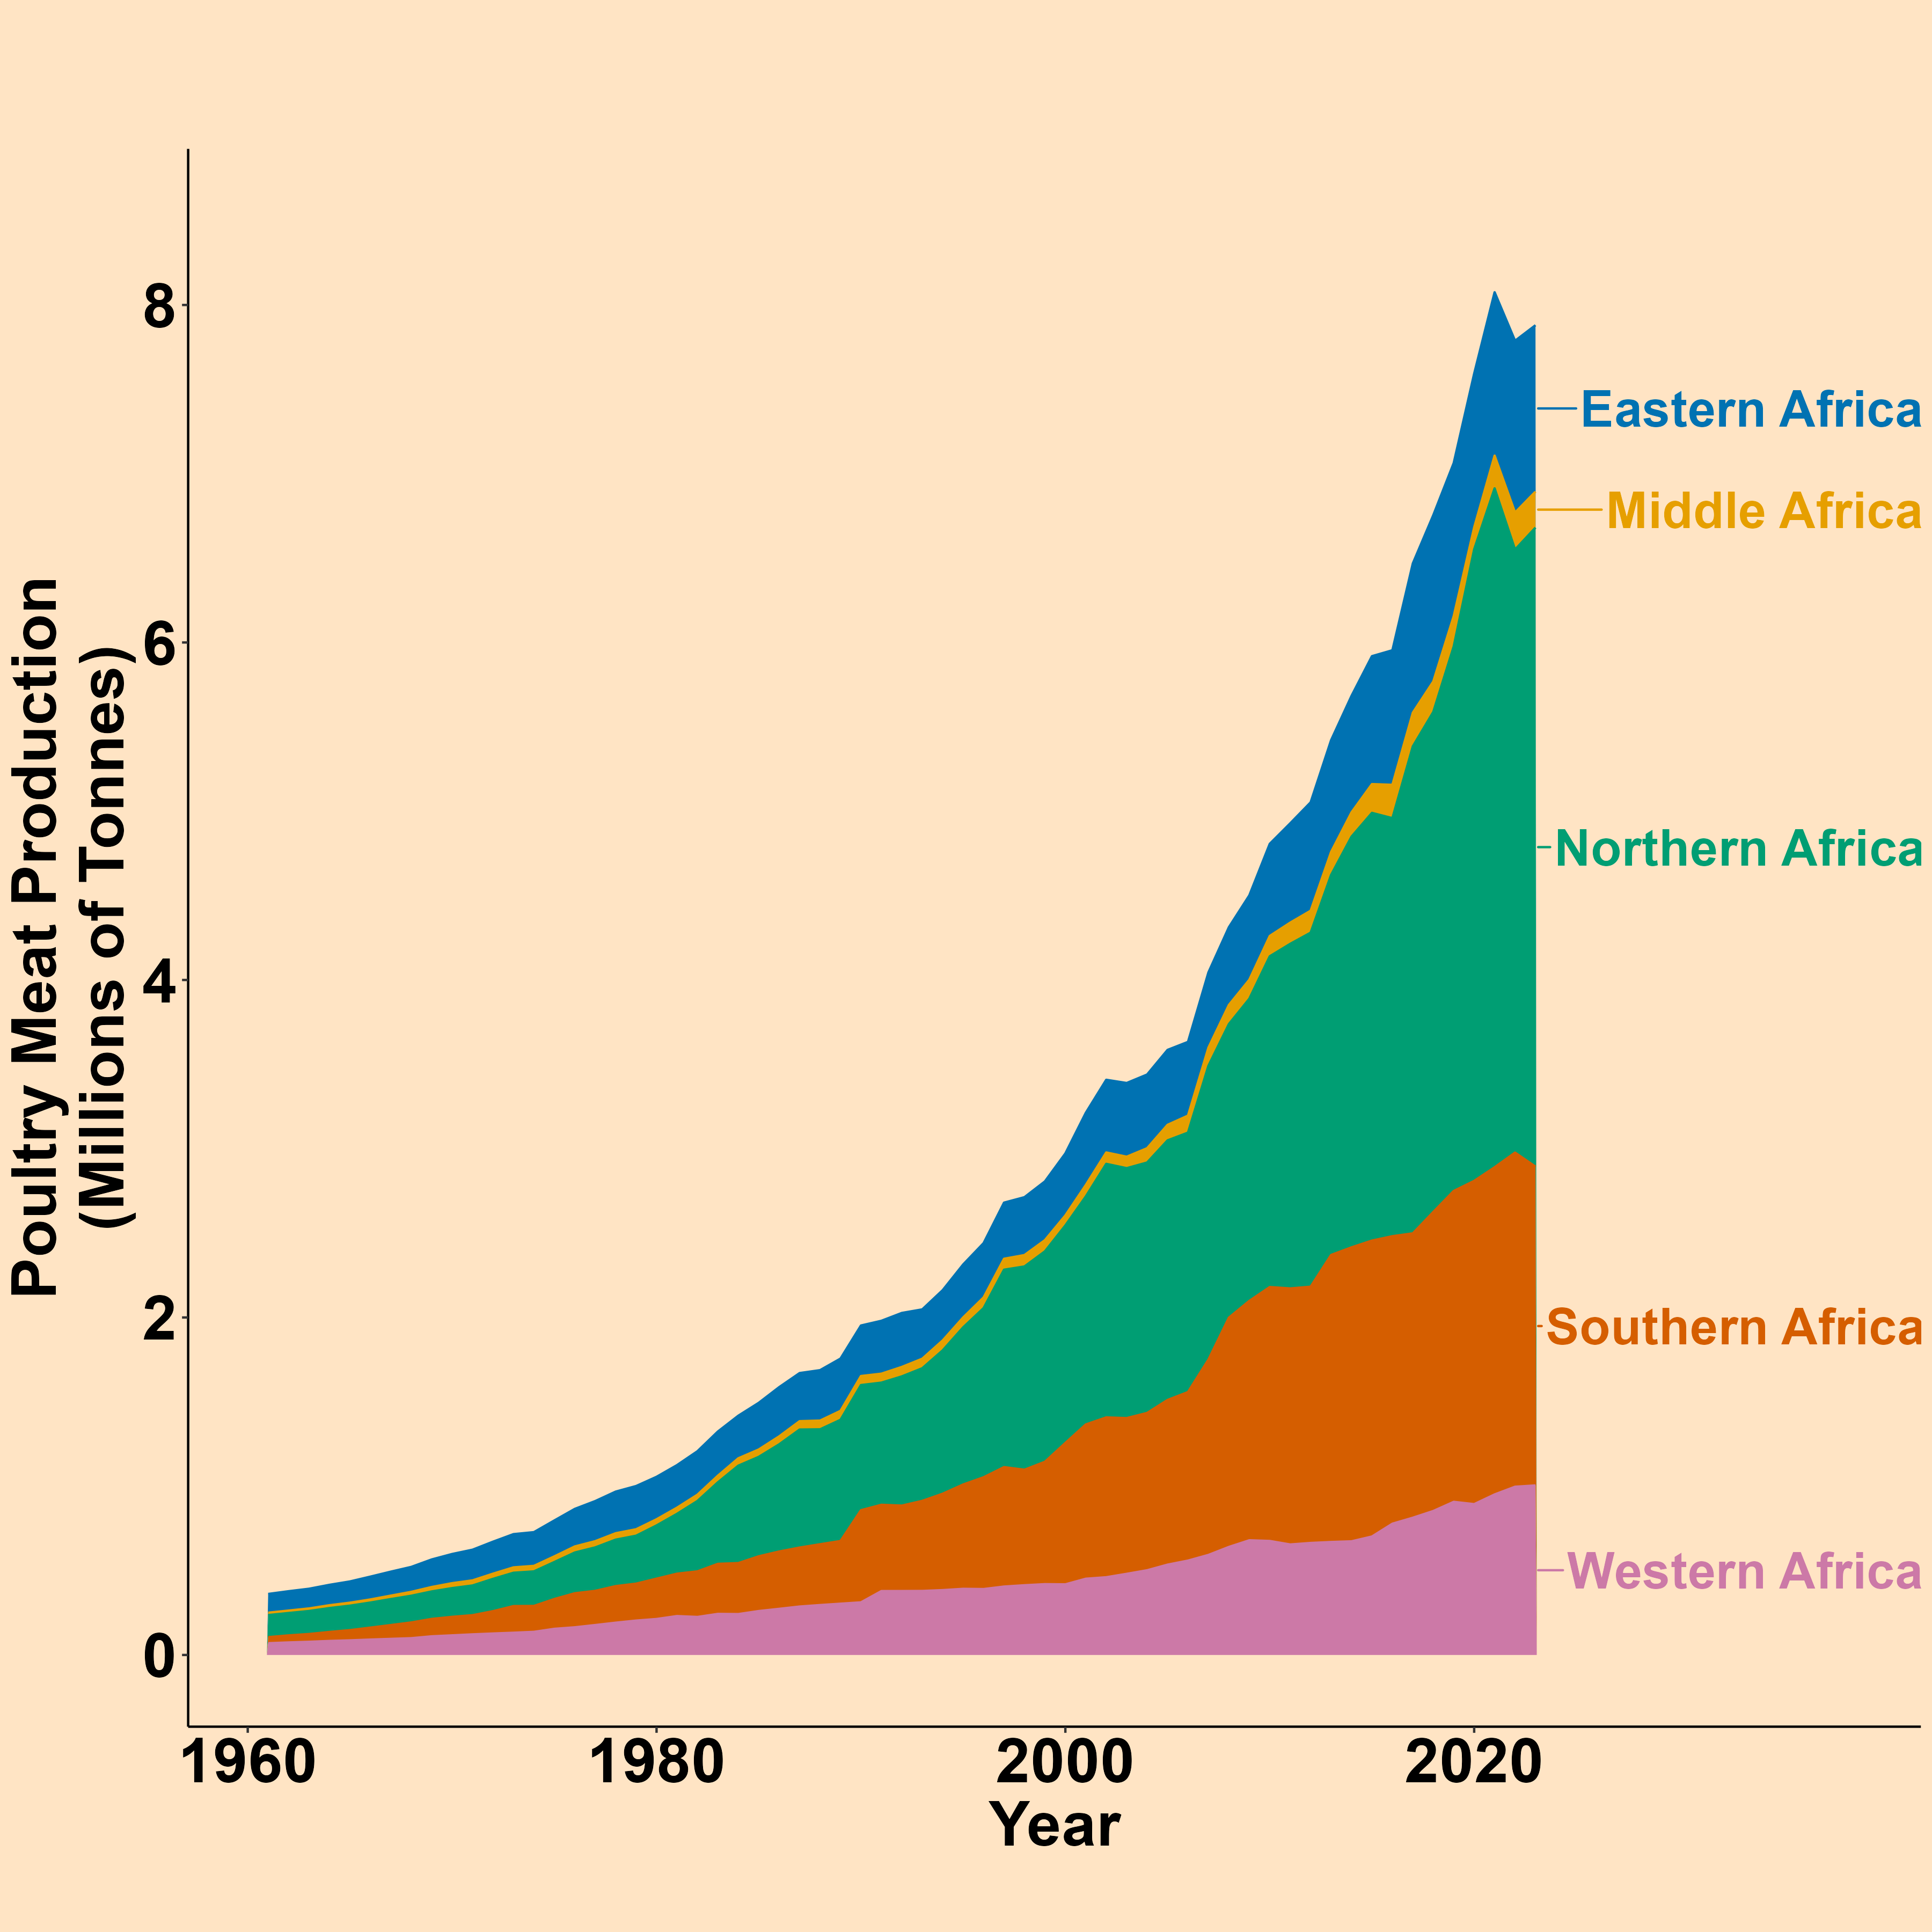 Poultry Meat Production
(Millions of Tonnes)
8
6
4
2
0
1960 1980 2000 2020
Year
Eastern Africa
Middle Africa
Northern Africa
Southern Africa
Western Africa